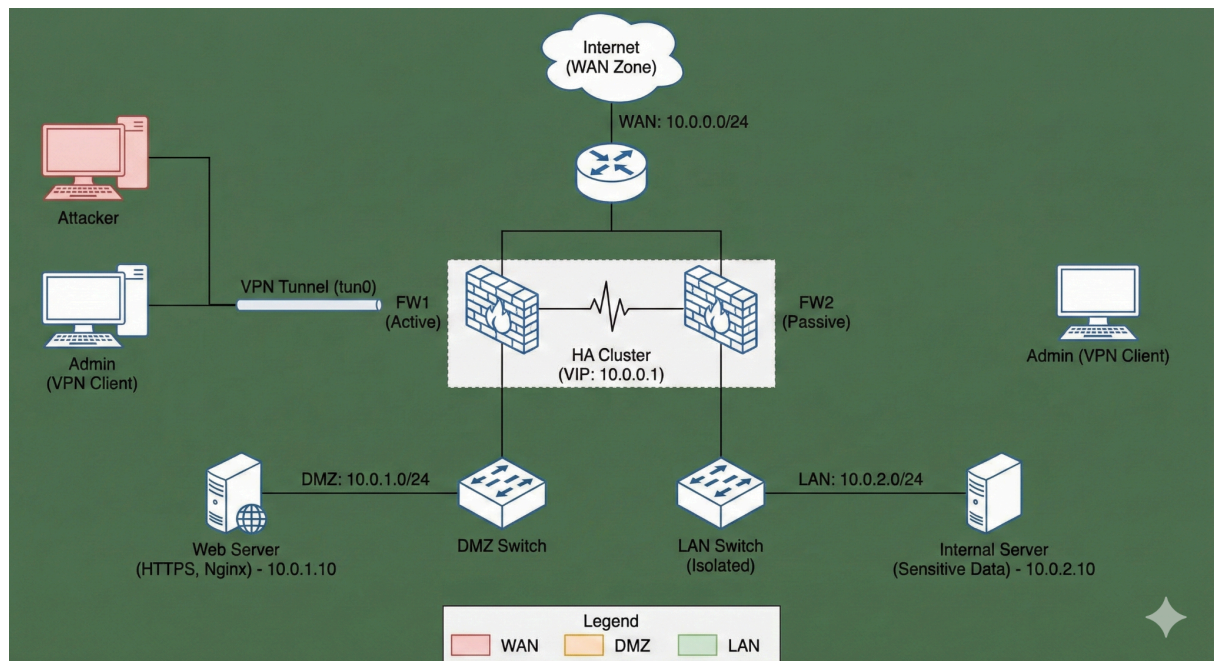 Internet
(WAN Zone)
WAN: 10.0.0.0/24
Attacker
VPN Tunnel (tun0)
FW1
(Active)
FW2
(Passive)
HA Cluster
(VIP: 10.0.0.1)
Admin
(VPN Client)
Admin (VPN Client)
DMZ: 10.0.1.0/24
LAN: 10.0.2.0/24
Web Server
(HTTPS, Nginx) - 10.0.1.10
DMZ Switch
LAN Switch
(Isolated)
Internal Server
(Sensitive Data) - 10.0.2.10
Legend
WAN
DMZ
LAN